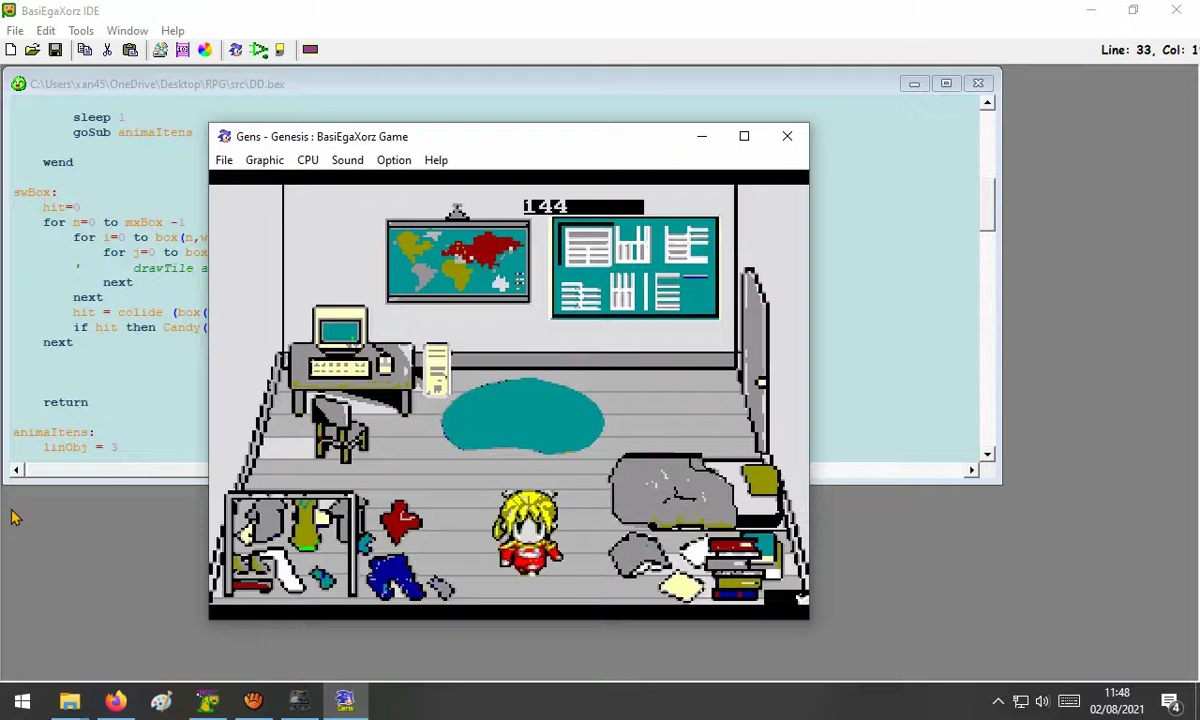 BasiEgaXorz IDE
File Edit Tools Window Help
Line: 33, Col: 1
C:\Users\xan45\OneDrive\Desktop\RPG\src\DD.bex
sleep 1
goSub animaItens
wend
swBox:
hit=0
for n=0 to mxBox -1
for i=0 to box(n,w
for j=0 to box
' drawTile a
next
next
hit = colide (box(
if hit then Candy(
next
return
animaItens:
linObj = 3
Gens - Genesis : BasiEgaXorz Game
File Graphic CPU Sound Option Help
144
Gens
11:48
02/08/2021
4